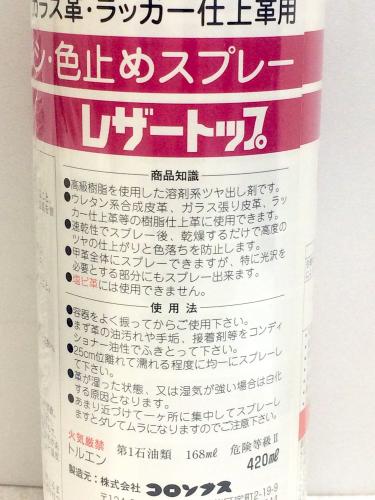 ガラス革・ラッカー仕上革用
シ・色止めスプレー
レザートップ
商品知識
●高級樹脂を使用した溶剤系ツヤ出し剤です。
●ウレタン系合成皮革、ガラス張り皮革、ラッ
カー仕上革等の樹脂仕上革に使用できます。
●速乾性でスプレー後、乾燥するだけで高度の
ツヤの仕上がりと色落ちを防止します。
●甲革全体にスプレーできますが、特に光沢を
必要とする部分にもスプレー出来ます。
●塩ビ革には使用できません。
使用法
●容器をよく振ってからご使用下さい。
●まず革の油汚れや手垢、接着剤等をコンディ
ショナー油性でふきとって下さい。
●25cm位離れて濡れる程度に均一にスプレーし
て下さい。
●革が湿った状態、又は湿気が強い場合は白化
する原因となります。
●あまり近づけて一ヶ所に集中してスプレーし
ますとダレてムラになりますのでご注意下さい。
火気厳禁 第1石油類 168㎖ 危険等級Ⅱ
トルエン 420㎖
製造元:株式会社コロンブス